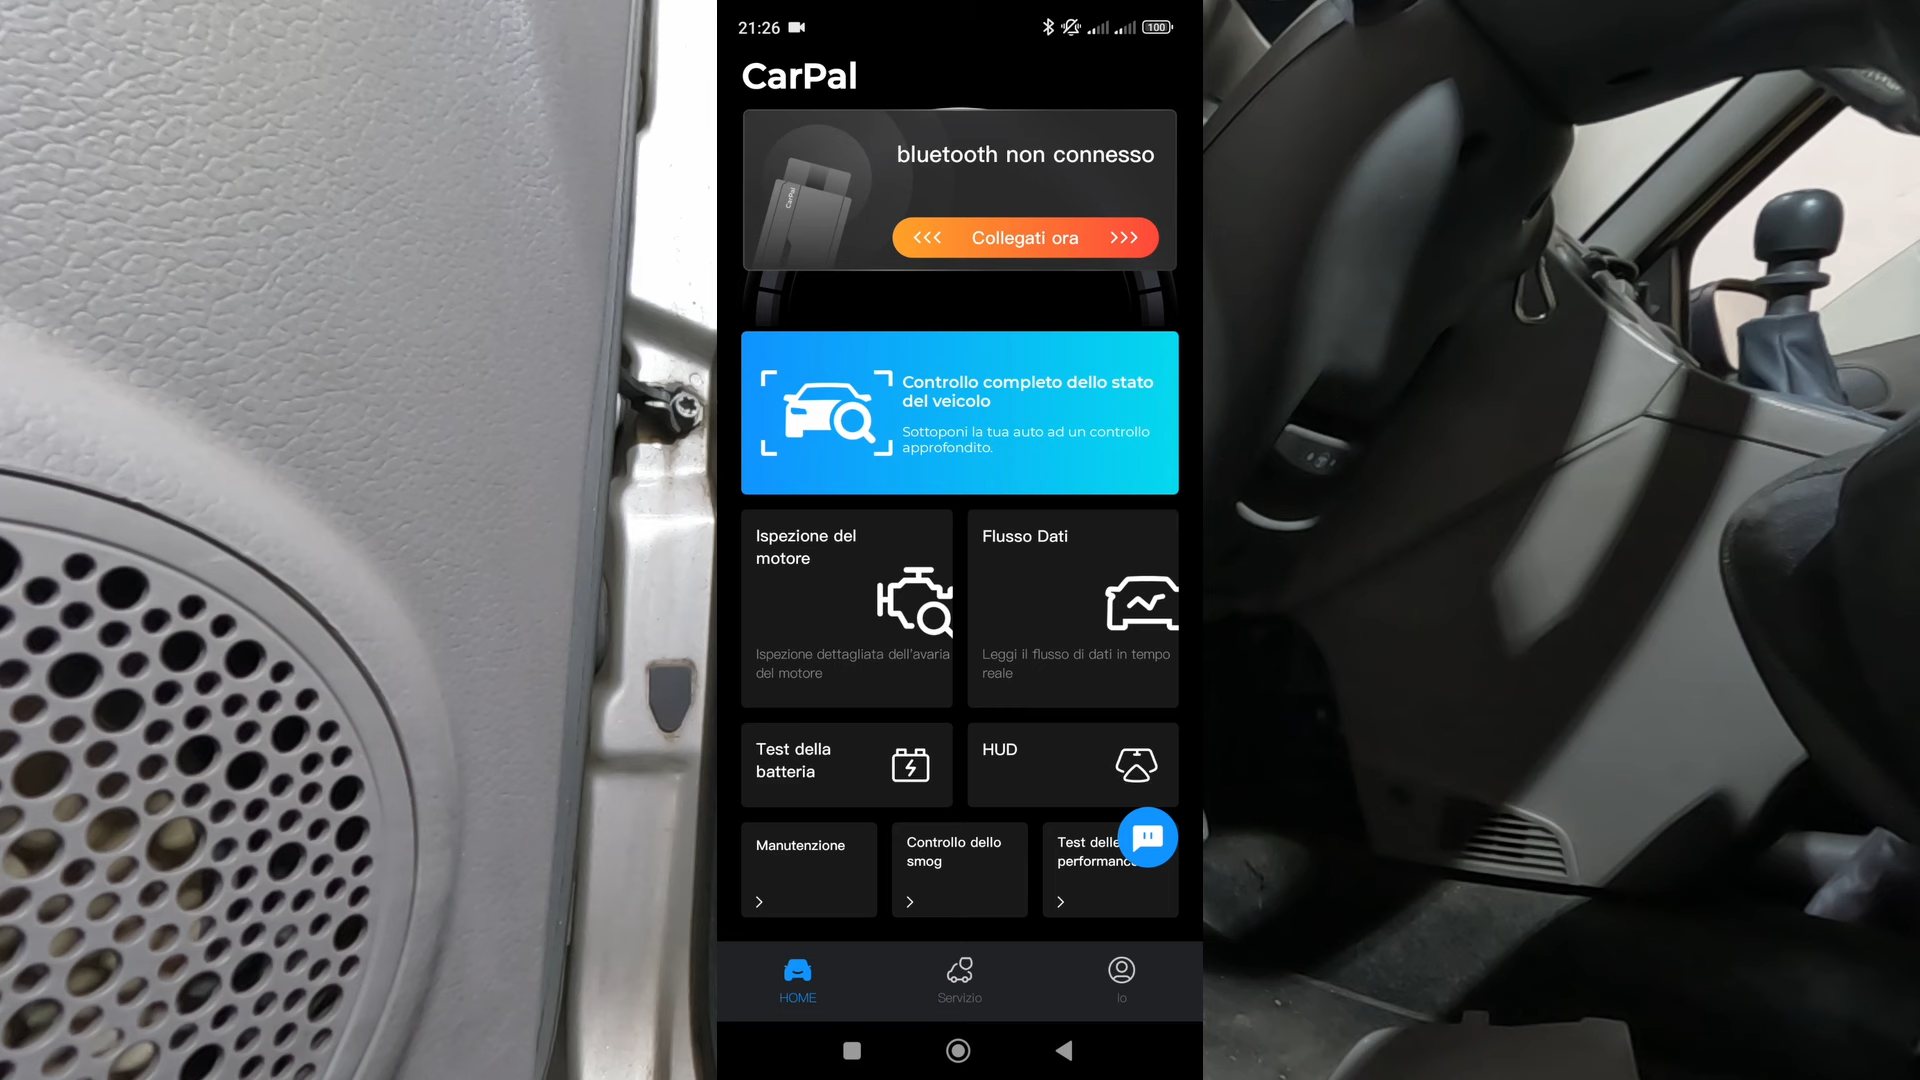 21:26
100
CarPal
bluetooth non connesso
CarPal
<<< Collegati ora >>>
Controllo completo dello stato
del veicolo
Sottoponi la tua auto ad un controllo
approfondito.
Ispezione del
motore
Ispezione dettagliata dell'avaria
del motore
Flusso Dati
Leggi il flusso di dati in tempo
reale
Test della
batteria
HUD
Manutenzione
Controllo dello
smog
Test delle
performance
HOME
Servizio
Io